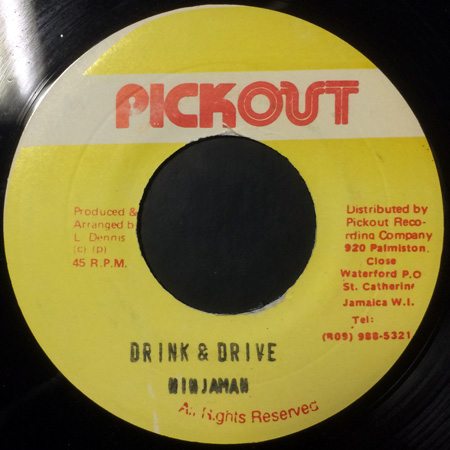 PICKOUT
Produced &
Arranged b
L. Dennis
(c) (p)
45 R.P.M.
Distributed by
Pickout Reco-
rding Company
920 Palmiston.
Close
Waterford P.O
St. Catherine
Jamaica W.I.
Tel:
(809) 988-5321
DRINK & DRIVE
NINJAMAN
All Rights Reserved